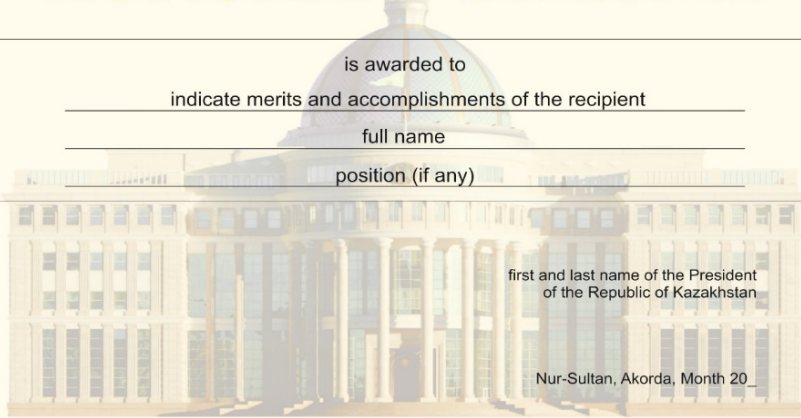 is awarded to
indicate merits and accomplishments of the recipient
full name
position (if any)
first and last name of the President
of the Republic of Kazakhstan
Nur-Sultan, Akorda, Month 20_